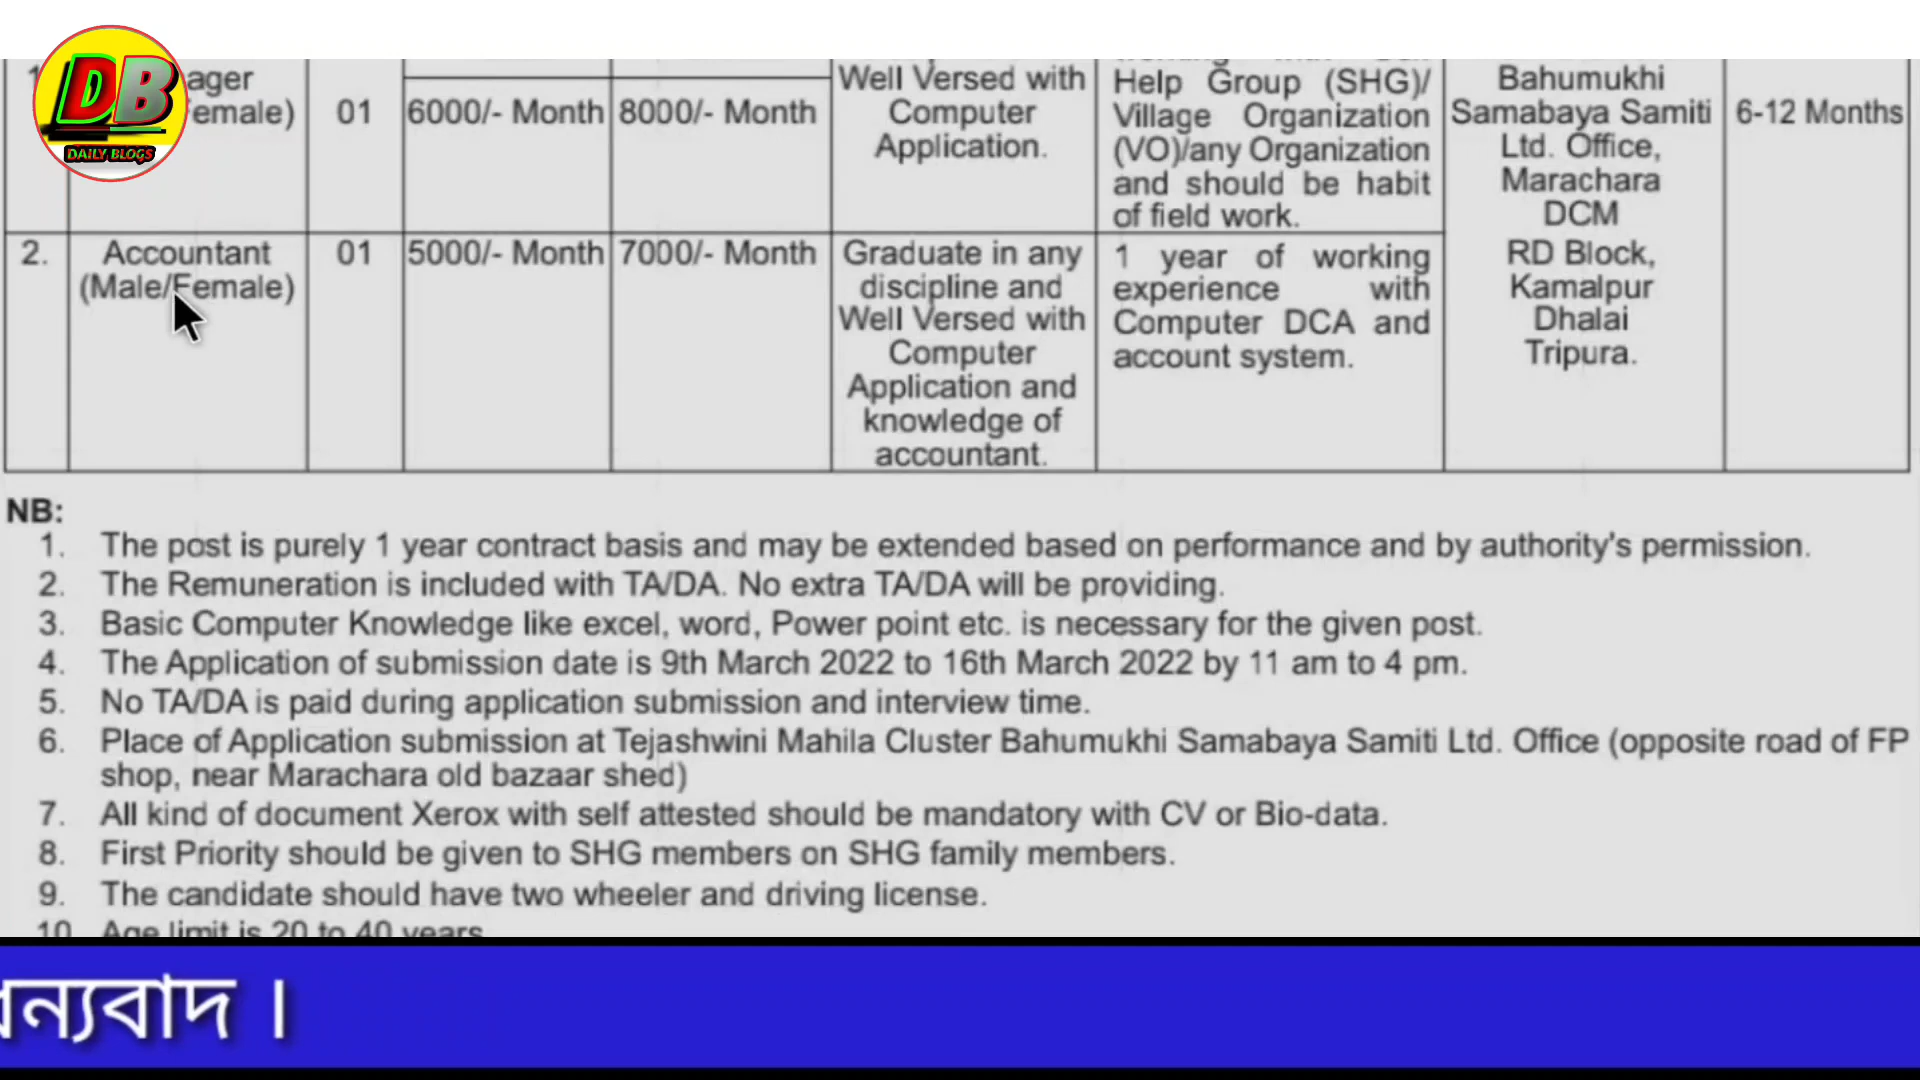 DB
DAILY BLOGS
01
6000/- Month
8000/- Month
Well Versed with
Computer
Application.
Help Group (SHG)/
Village Organization
(VO)/any Organization
and should be habit
of field work.
Bahumukhi
Samabaya Samiti
Ltd. Office,
Marachara
DCM
RD Block,
Kamalpur
Dhalai
Tripura.
6-12 Months
2.
Accountant
(Male/Female)
01
5000/- Month
7000/- Month
Graduate in any
discipline and
Well Versed with
Computer
Application and
knowledge of
accountant.
1 year of working
experience with
Computer DCA and
account system.
NB:
1. The post is purely 1 year contract basis and may be extended based on performance and by authority's permission.
2. The Remuneration is included with TA/DA. No extra TA/DA will be providing.
3. Basic Computer Knowledge like excel, word, Power point etc. is necessary for the given post.
4. The Application of submission date is 9th March 2022 to 16th March 2022 by 11 am to 4 pm.
5. No TA/DA is paid during application submission and interview time.
6. Place of Application submission at Tejashwini Mahila Cluster Bahumukhi Samabaya Samiti Ltd. Office (opposite road of FP
shop, near Marachara old bazaar shed)
7. All kind of document Xerox with self attested should be mandatory with CV or Bio-data.
8. First Priority should be given to SHG members on SHG family members.
9. The candidate should have two wheeler and driving license.
10. Age limit is 20 to 40 years
ধন্যবাদ ।